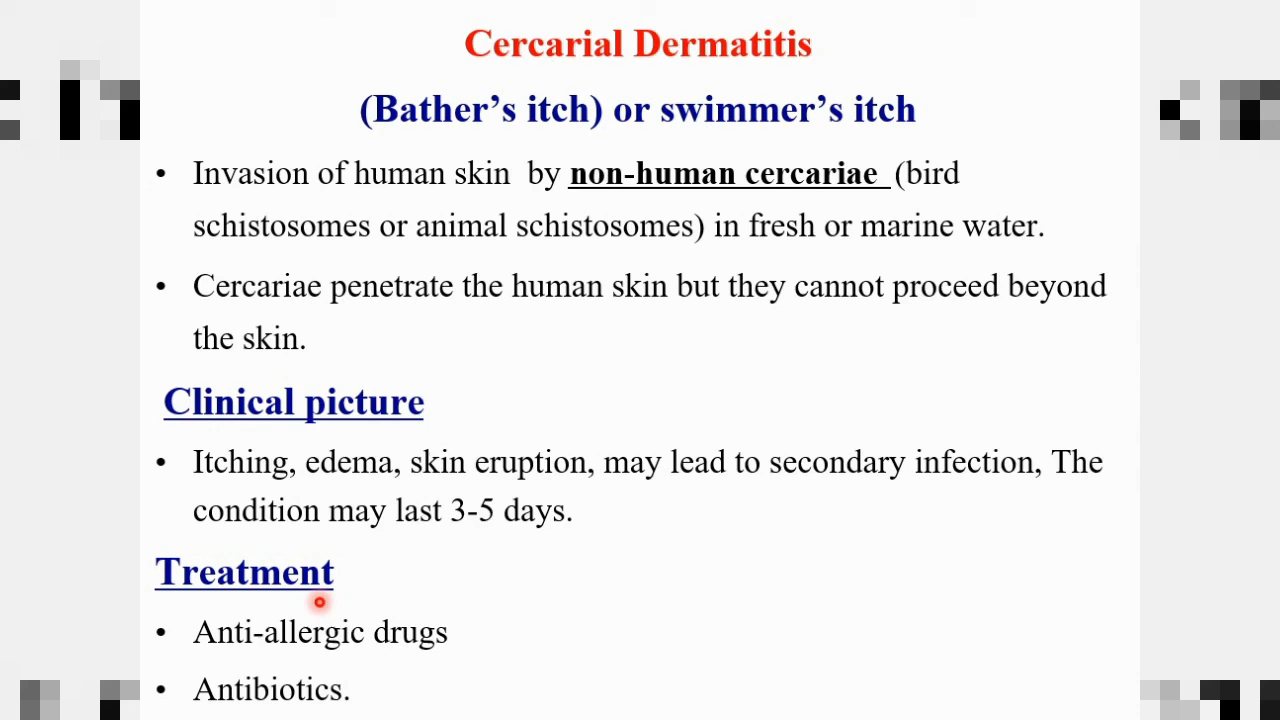 Cercarial Dermatitis
(Bather’s itch) or swimmer’s itch
• Invasion of human skin by non-human cercariae (bird
schistosomes or animal schistosomes) in fresh or marine water.
• Cercariae penetrate the human skin but they cannot proceed beyond
the skin.
Clinical picture
• Itching, edema, skin eruption, may lead to secondary infection, The
condition may last 3-5 days.
Treatment
• Anti-allergic drugs
• Antibiotics.